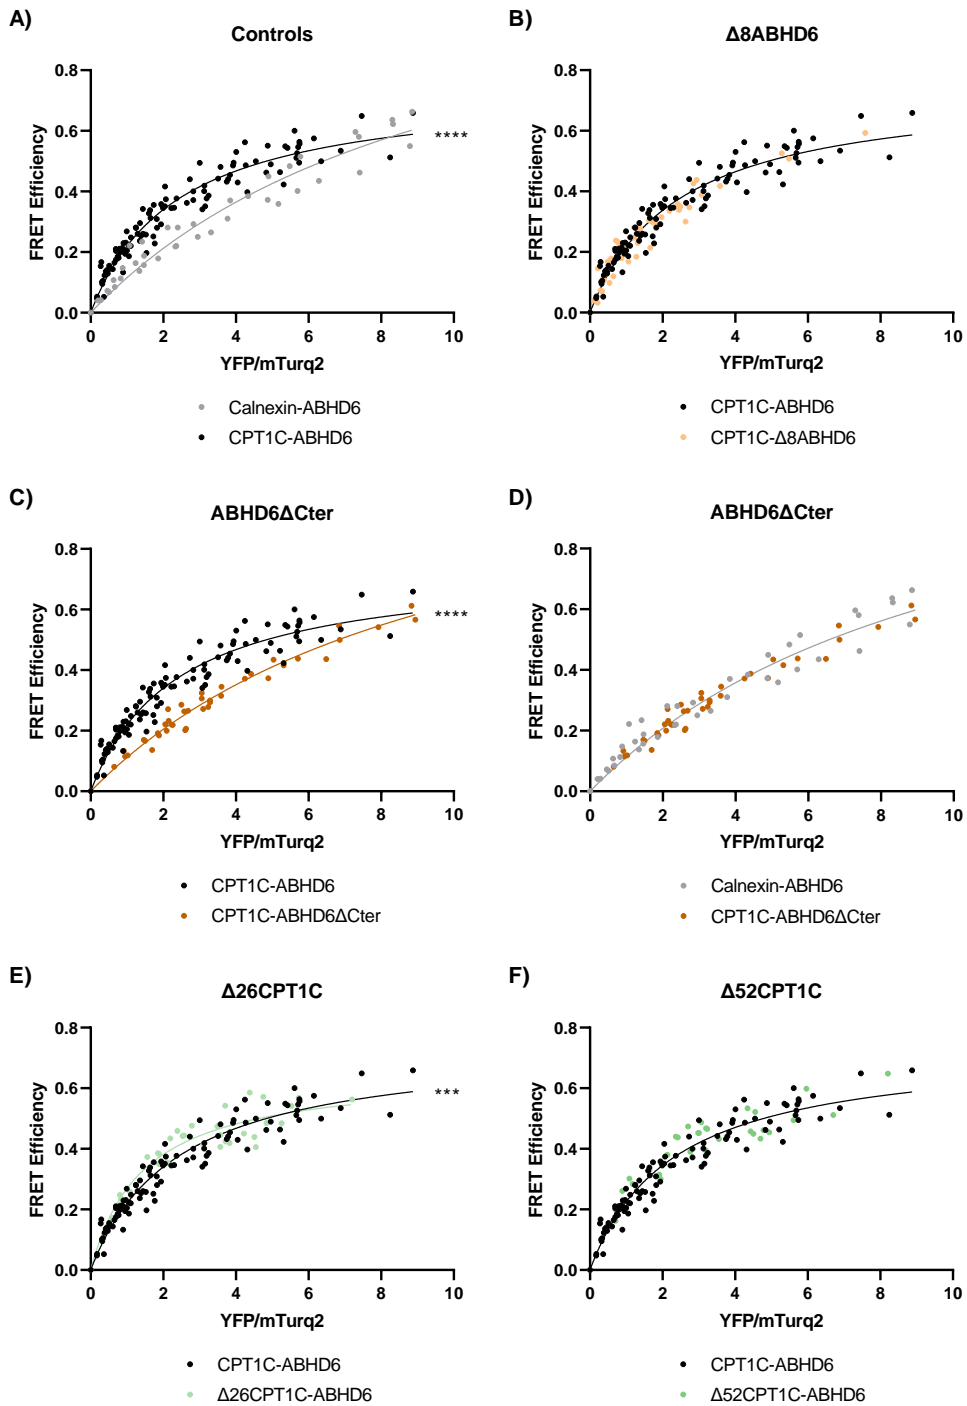 A)
Controls
FRET Efficiency
0.8
0.6
0.4
0.2
0.0
****
0 2 4 6 8 10
YFP/mTurq2
Calnexin-ABHD6
CPT1C-ABHD6
B)
Δ8ABHD6
FRET Efficiency
0.8
0.6
0.4
0.2
0.0
0 2 4 6 8 10
YFP/mTurq2
CPT1C-ABHD6
CPT1C-Δ8ABHD6
C)
ABHD6ΔCter
FRET Efficiency
0.8
0.6
0.4
0.2
0.0
****
0 2 4 6 8 10
YFP/mTurq2
CPT1C-ABHD6
CPT1C-ABHD6ΔCter
D)
ABHD6ΔCter
FRET Efficiency
0.8
0.6
0.4
0.2
0.0
0 2 4 6 8 10
YFP/mTurq2
Calnexin-ABHD6
CPT1C-ABHD6ΔCter
E)
Δ26CPT1C
FRET Efficiency
0.8
0.6
0.4
0.2
0.0
***
0 2 4 6 8 10
YFP/mTurq2
CPT1C-ABHD6
Δ26CPT1C-ABHD6
F)
Δ52CPT1C
FRET Efficiency
0.8
0.6
0.4
0.2
0.0
0 2 4 6 8 10
YFP/mTurq2
CPT1C-ABHD6
Δ52CPT1C-ABHD6